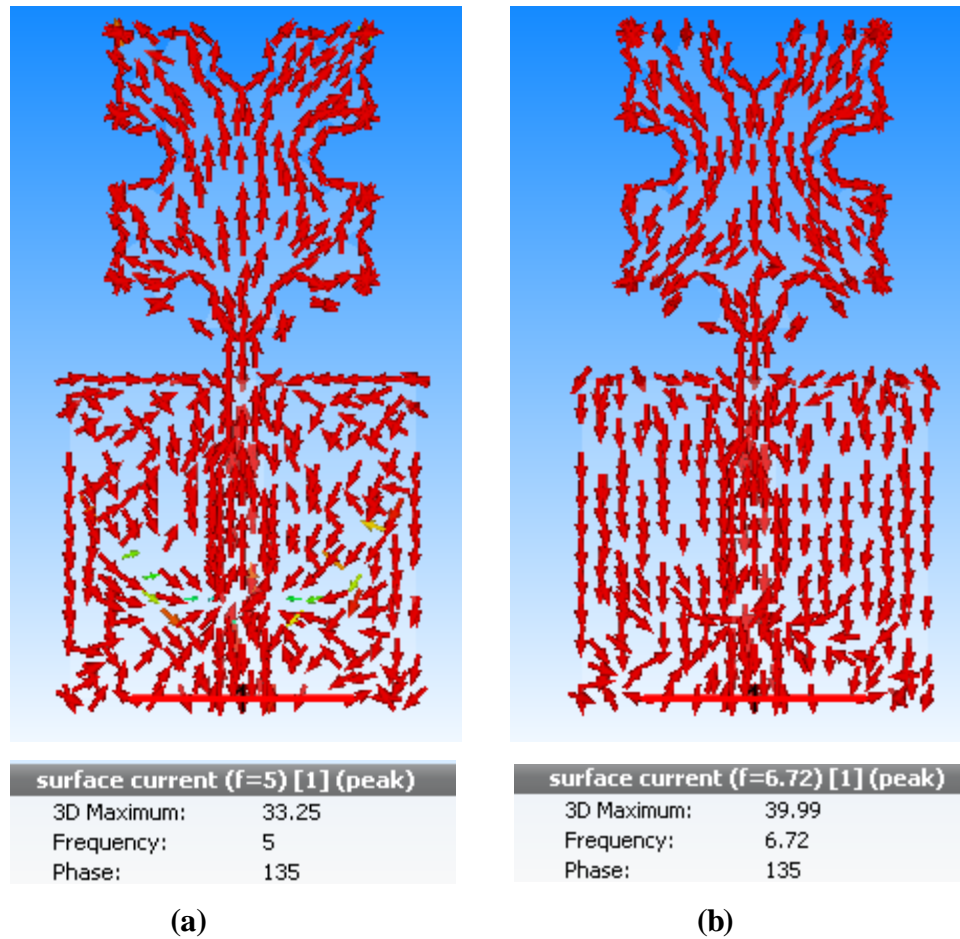 surface current (f=5) [1] (peak)
3D Maximum: 33.25
Frequency: 5
Phase: 135
(a)
surface current (f=6.72) [1] (peak)
3D Maximum: 39.99
Frequency: 6.72
Phase: 135
(b)